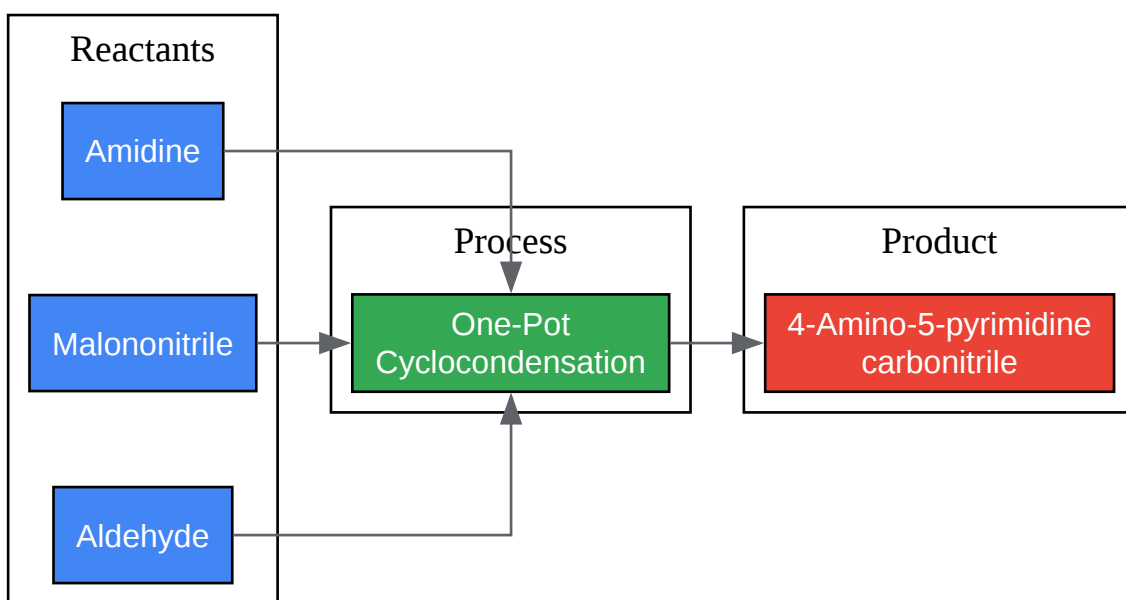 Reactants
Amidine
Malononitrile
Aldehyde
Process
One-Pot
Cyclocondensation
Product
4-Amino-5-pyrimidine
carbonitrile